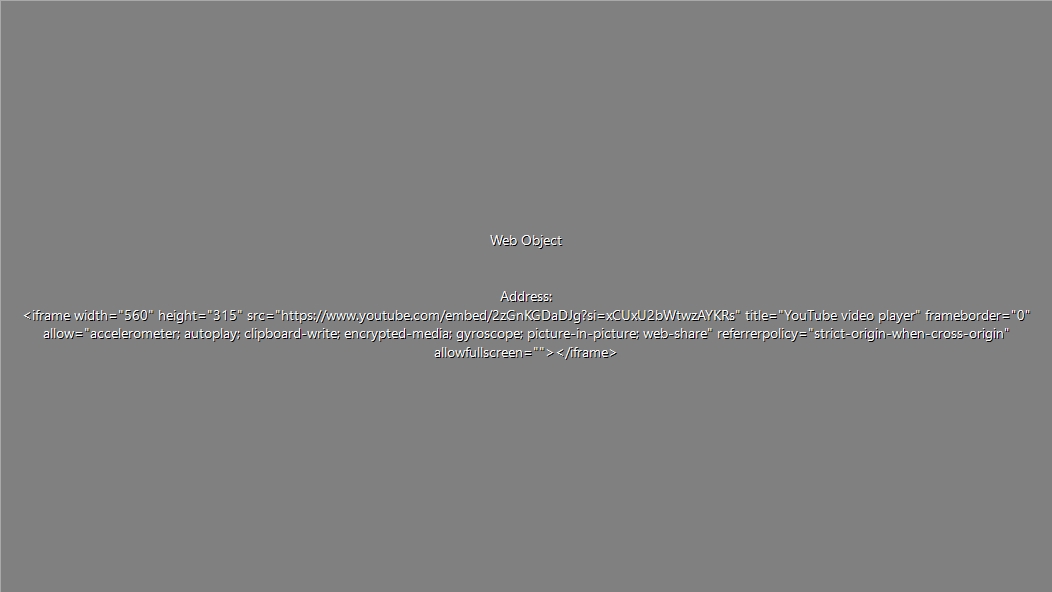 Web Object
Address:
<iframe width="560" height="315" src="https://www.youtube.com/embed/2zGnKGDaDJg?si=xCUxU2bWtwzAYKRs" title="YouTube video player" frameborder="0"
allow="accelerometer; autoplay; clipboard-write; encrypted-media; gyroscope; picture-in-picture; web-share" referrerpolicy="strict-origin-when-cross-origin"
allowfullscreen=""></iframe>